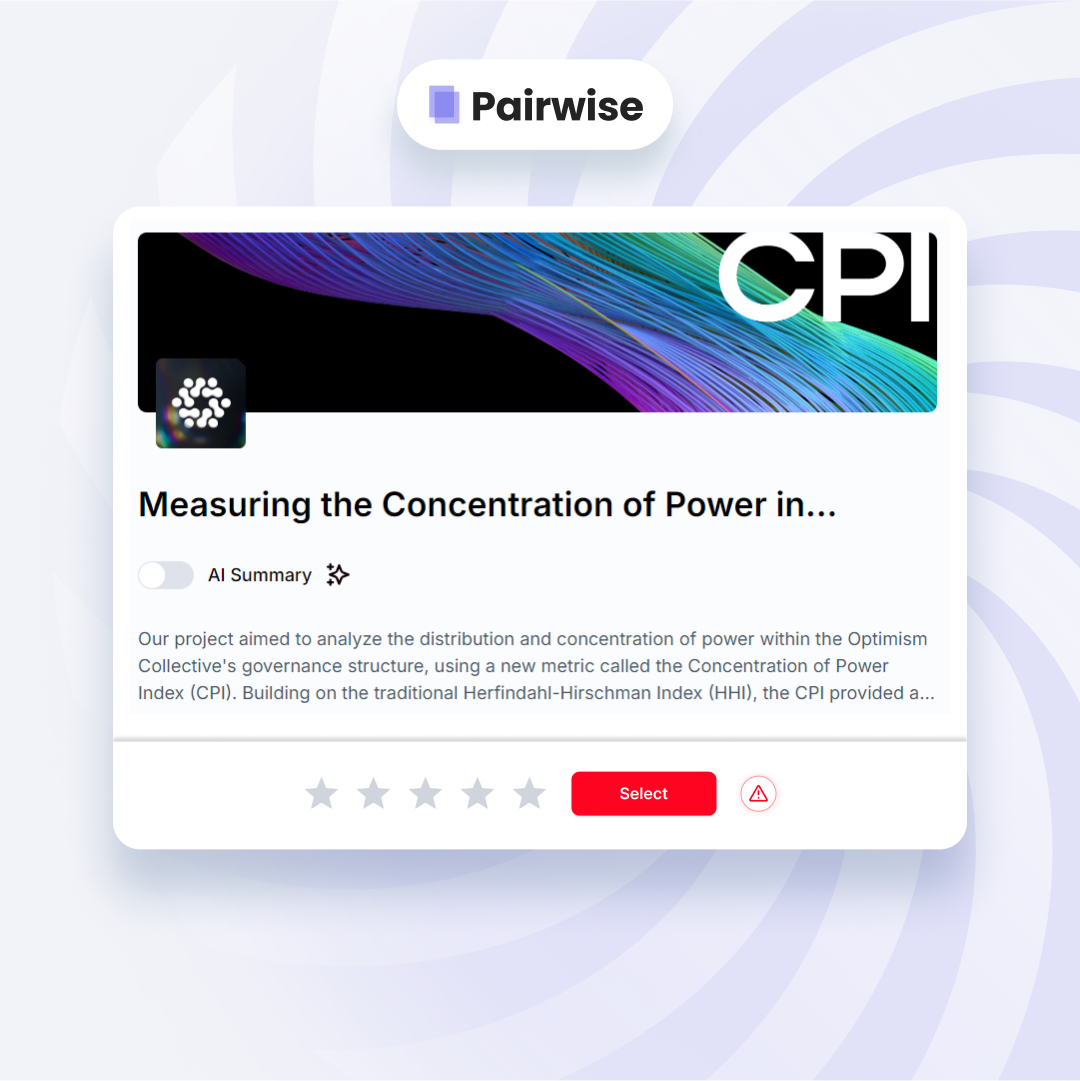 Pairwise
CPI
Measuring the Concentration of Power in...
AI Summary
Our project aimed to analyze the distribution and concentration of power within the Optimism
Collective's governance structure, using a new metric called the Concentration of Power
Index (CPI). Building on the traditional Herfindahl-Hirschman Index (HHI), the CPI provided a...
Select